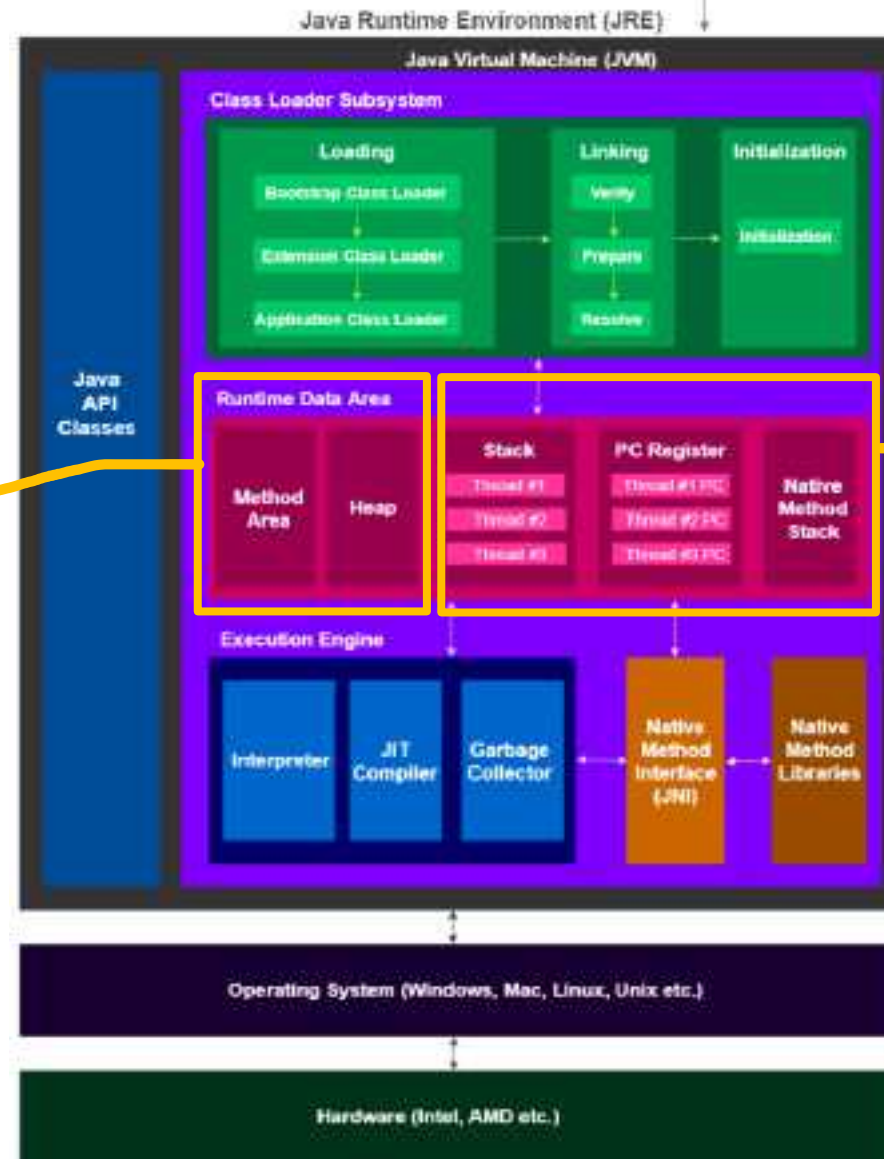 Java Runtime Environment (JRE)
Java Virtual Machine (JVM)
Class Loader Subsystem
Loading
Bootstrap Class Loader
Extension Class Loader
Application Class Loader
Linking
Verify
Prepare
Resolve
Initialization
Initialization
Java
API
Classes
Runtime Data Area
Method
Area
Heap
Stack
Thread #1
Thread #2
Thread #3
PC Register
Thread #1 PC
Thread #2 PC
Thread #3 PC
Native
Method
Stack
Execution Engine
Interpreter
JIT
Compiler
Garbage
Collector
Native
Method
Interface
(JNI)
Native
Method
Libraries
Operating System (Windows, Mac, Linux, Unix etc.)
Hardware (Intel, AMD etc.)